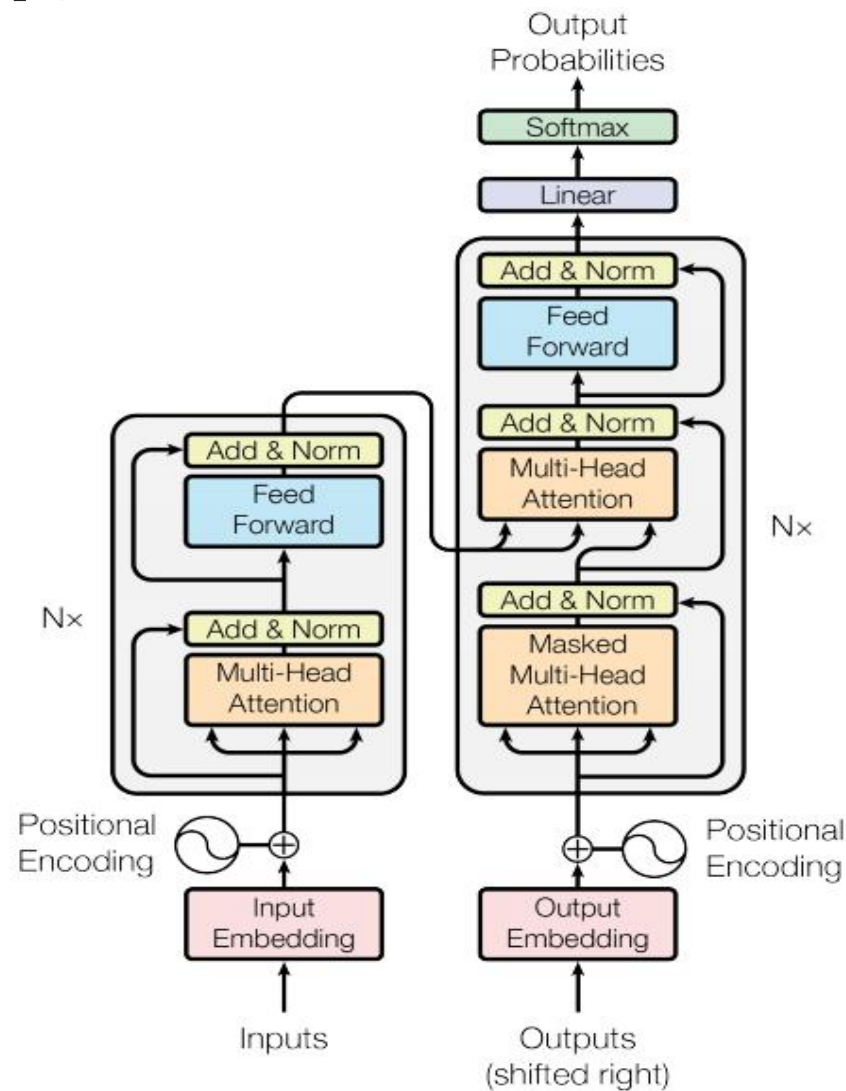 Output
Probabilities
Softmax
Linear
Add & Norm
Feed
Forward
Add & Norm
Multi-Head
Attention
Nx
Add & Norm
Masked
Multi-Head
Attention
Add & Norm
Feed
Forward
Nx
Add & Norm
Multi-Head
Attention
Positional
Encoding
Positional
Encoding
Input
Embedding
Output
Embedding
Inputs
Outputs
(shifted right)